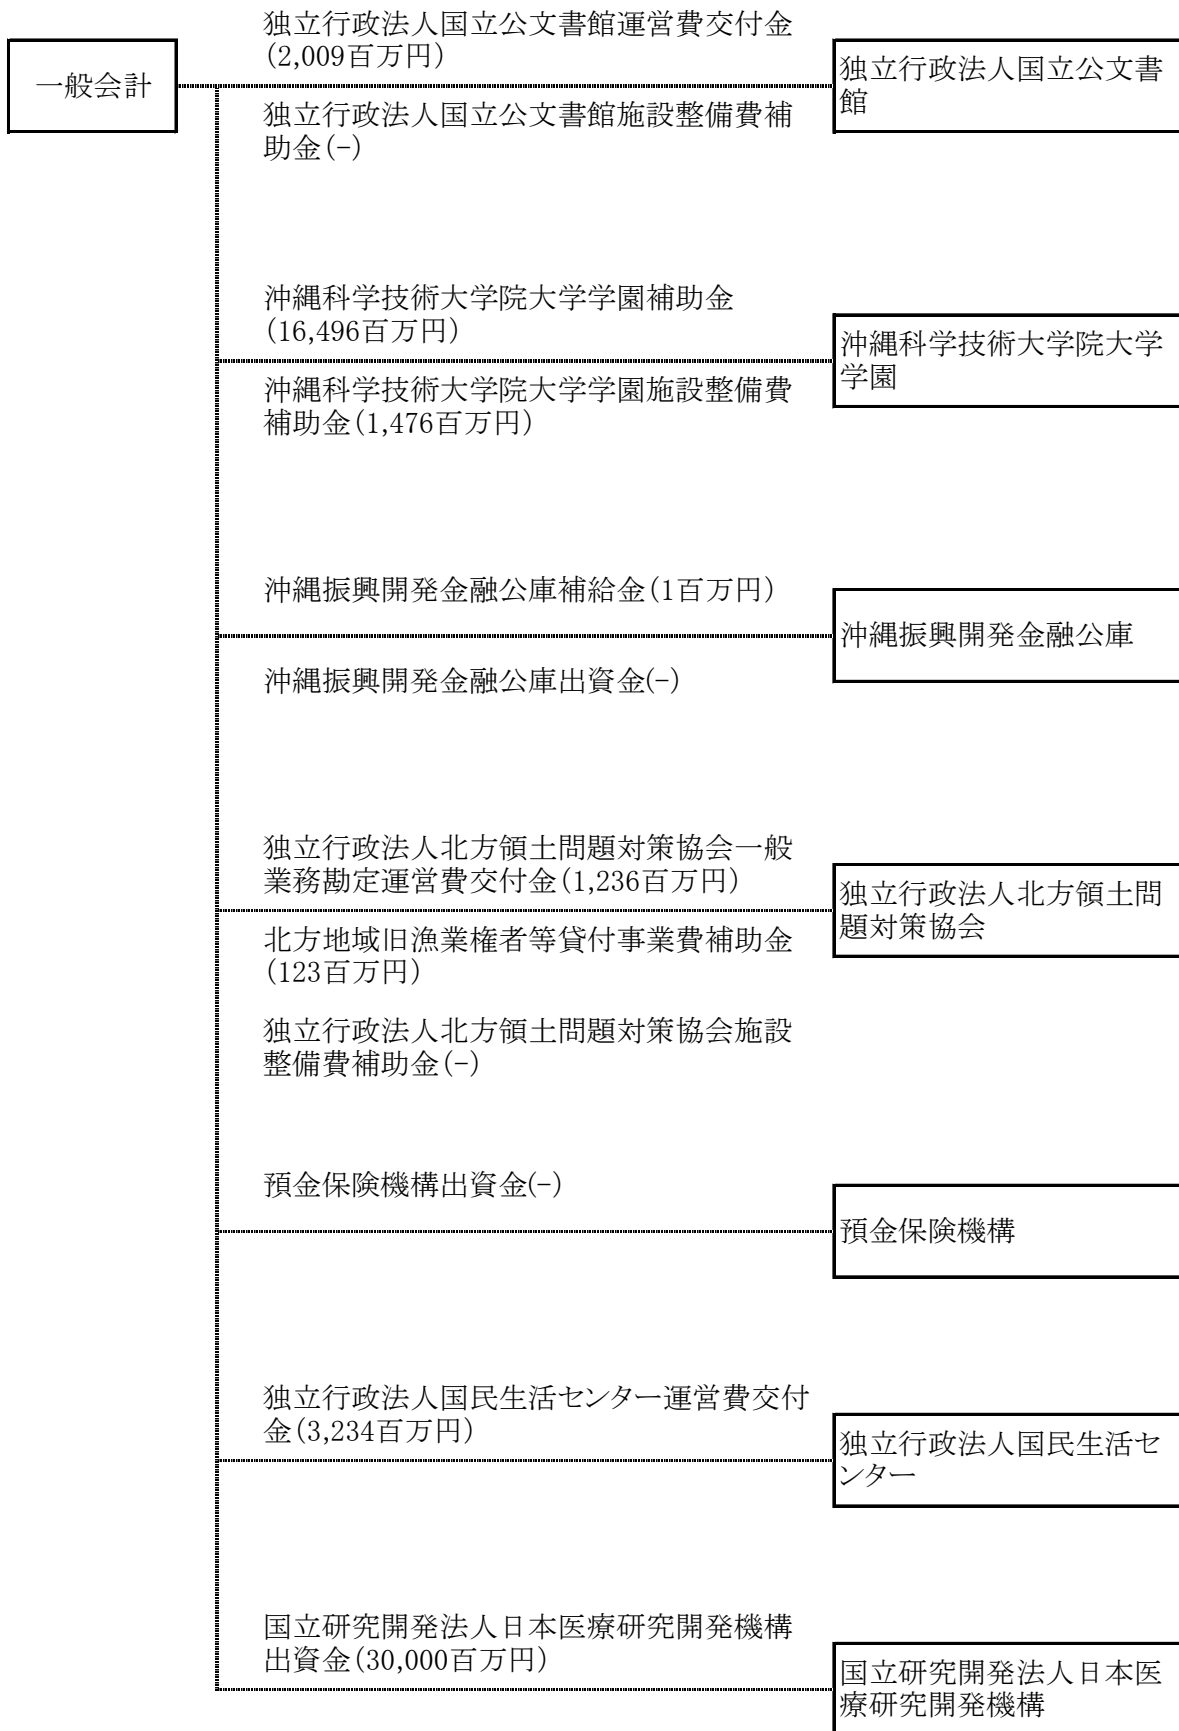 独立行政法人国立公文書館運営費交付金
(2,009百万円)
一般会計
独立行政法人国立公文書
館
独立行政法人国立公文書館施設整備費補
助金(-)
沖縄科学技術大学院大学学園補助金
(16,496百万円)
沖縄科学技術大学院大学
学園
沖縄科学技術大学院大学学園施設整備費
補助金(1,476百万円)
沖縄振興開発金融公庫補給金(1百万円)
沖縄振興開発金融公庫
沖縄振興開発金融公庫出資金(-)
独立行政法人北方領土問題対策協会一般
業務勘定運営費交付金(1,236百万円)
独立行政法人北方領土問
題対策協会
北方地域旧漁業権者等貸付事業費補助金
(123百万円)
独立行政法人北方領土問題対策協会施設
整備費補助金(-)
預金保険機構出資金(-)
預金保険機構
独立行政法人国民生活センター運営費交付
金(3,234百万円)
独立行政法人国民生活セ
ンター
国立研究開発法人日本医療研究開発機構
出資金(30,000百万円)
国立研究開発法人日本医
療研究開発機構